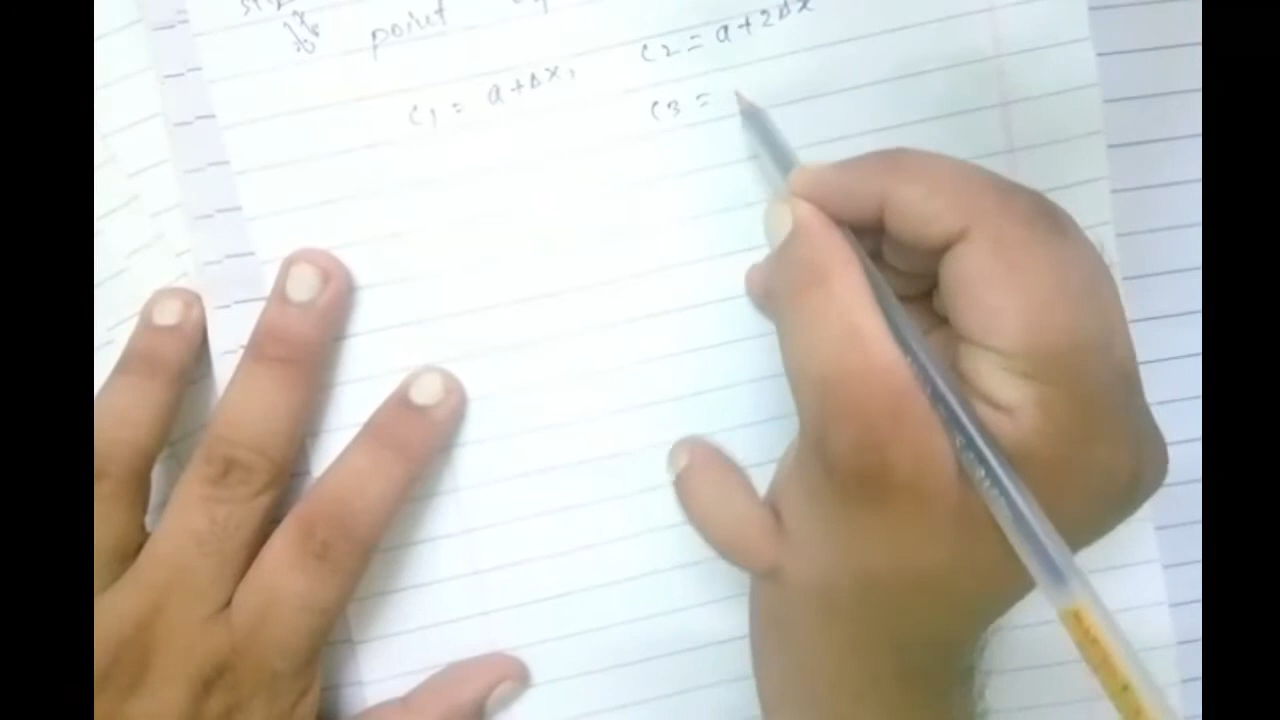 point
c1 = a+Δx, c2 = a+2Δx
c3 =